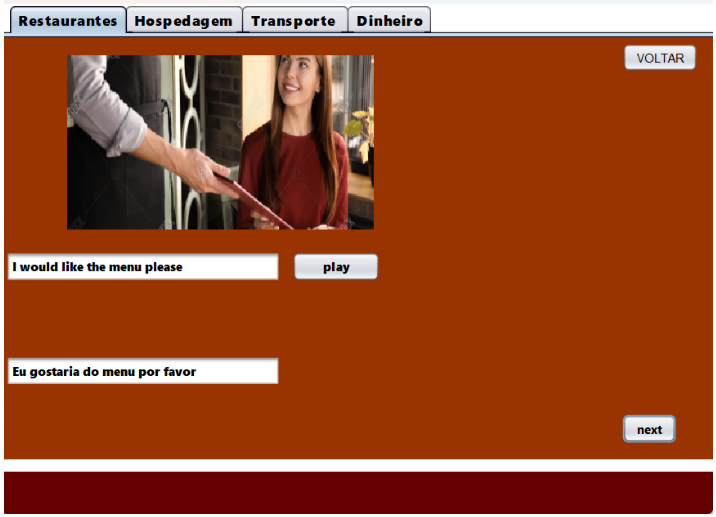 Restaurantes Hospedagem Transporte Dinheiro
VOLTAR
I would like the menu please
play
Eu gostaria do menu por favor
next